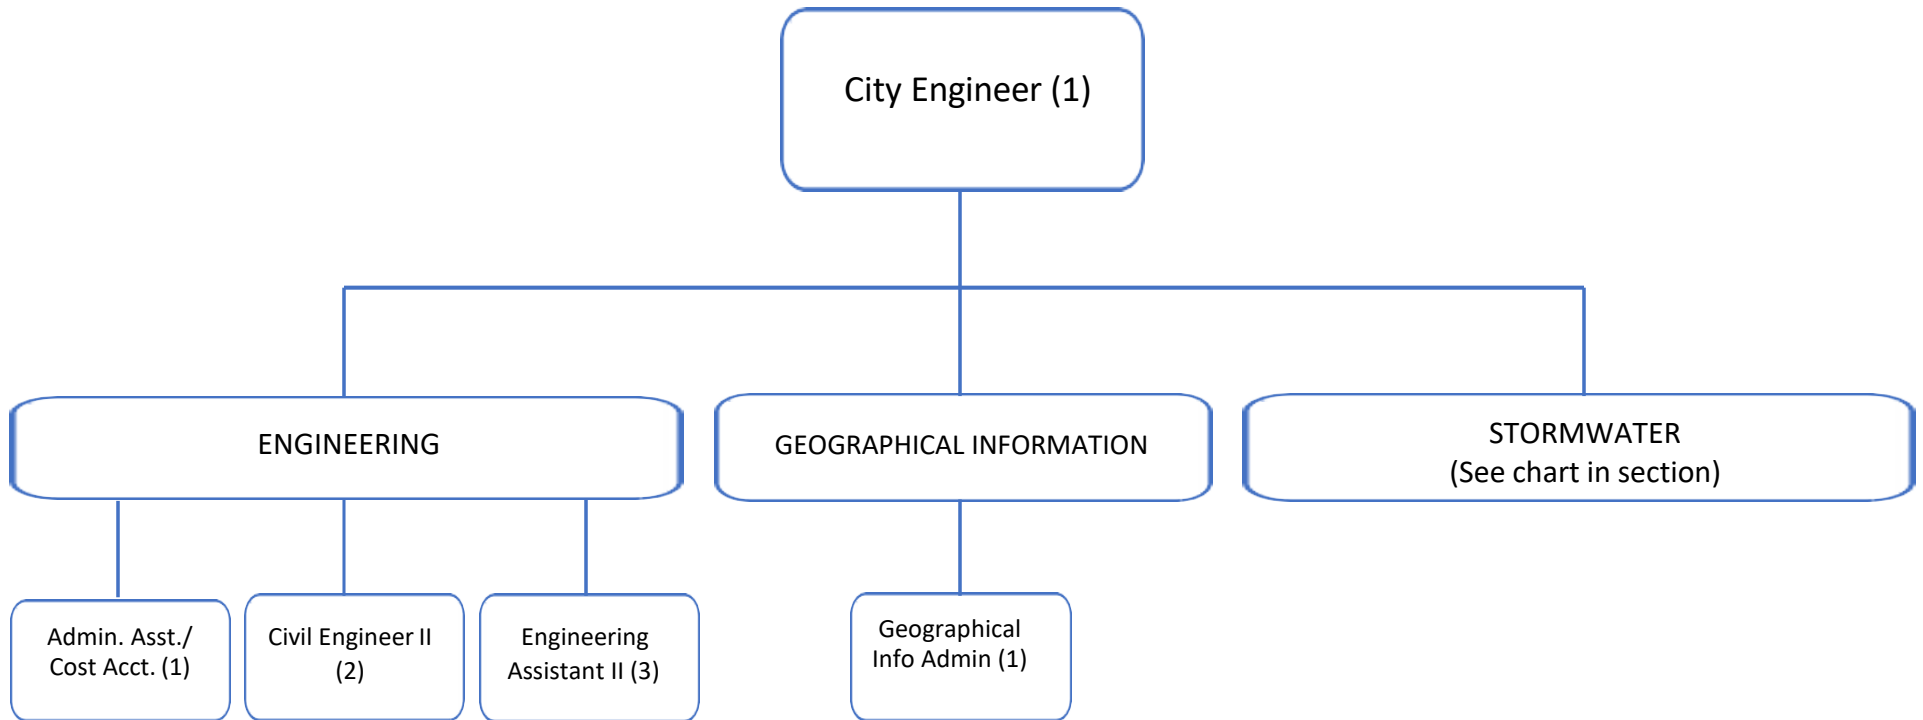 City Engineer (1)
ENGINEERING
GEOGRAPHICAL INFORMATION
STORMWATER
(See chart in section)
Admin. Asst./
Cost Acct. (1)
Civil Engineer II
(2)
Engineering
Assistant II (3)
Geographical
Info Admin (1)